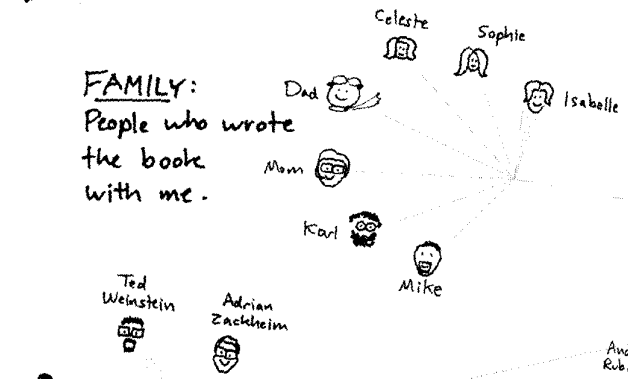 Celeste
Sophie
FAMILY:
People who wrote
the book
with me.
Dad
Isabelle
Mom
Karl
Mike
Ted
Weinstein
Adrian
Zackheim